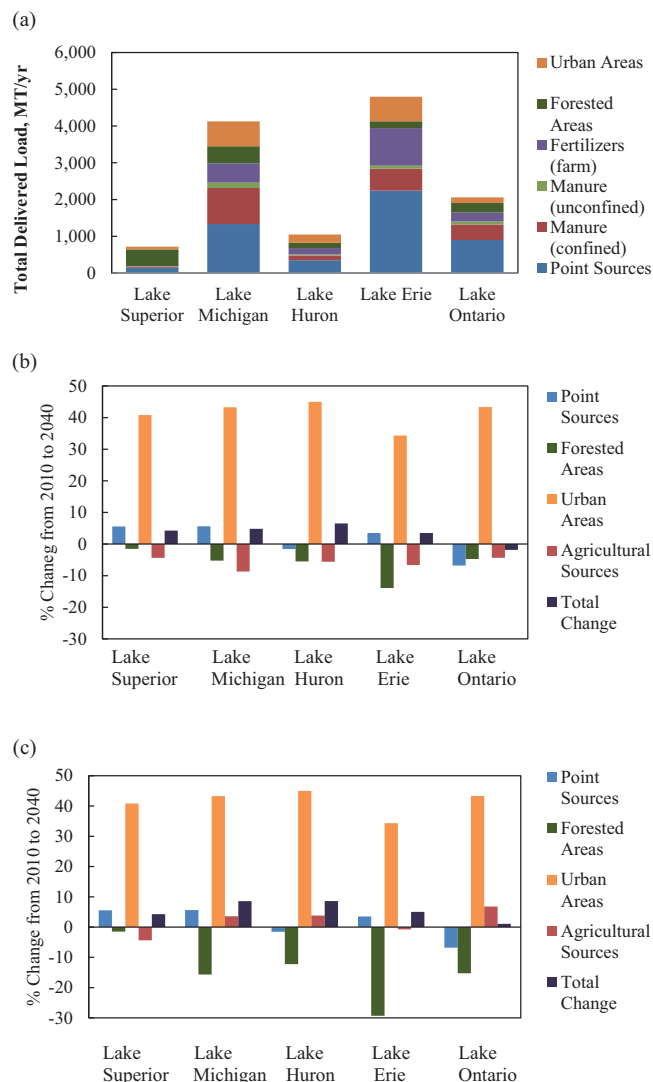 (a)
Total Delivered Load, MT/yr
6,000
5,000
4,000
3,000
2,000
1,000
0
Lake
Superior
Lake
Michigan
Lake
Huron
Lake Erie
Lake
Ontario
Urban Areas
Forested
Areas
Fertilizers
(farm)
Manure
(unconfined)
Manure
(confined)
Point Sources
(b)
% Chaneg from 2010 to 2040
50
40
30
20
10
0
-10
-20
-30
Lake
Superior
Lake
Michigan
Lake
Huron
Lake
Erie
Lake
Ontario
Point
Sources
Forested
Areas
Urban
Areas
Agricultural
Sources
Total
Change
(c)
% Change from 2010 to 2040
50
40
30
20
10
0
-10
-20
-30
Lake
Superior
Lake
Michigan
Lake
Huron
Lake
Erie
Lake
Ontario
Point
Sources
Forested
Areas
Urban
Areas
Agricultural
Sources
Total
Change